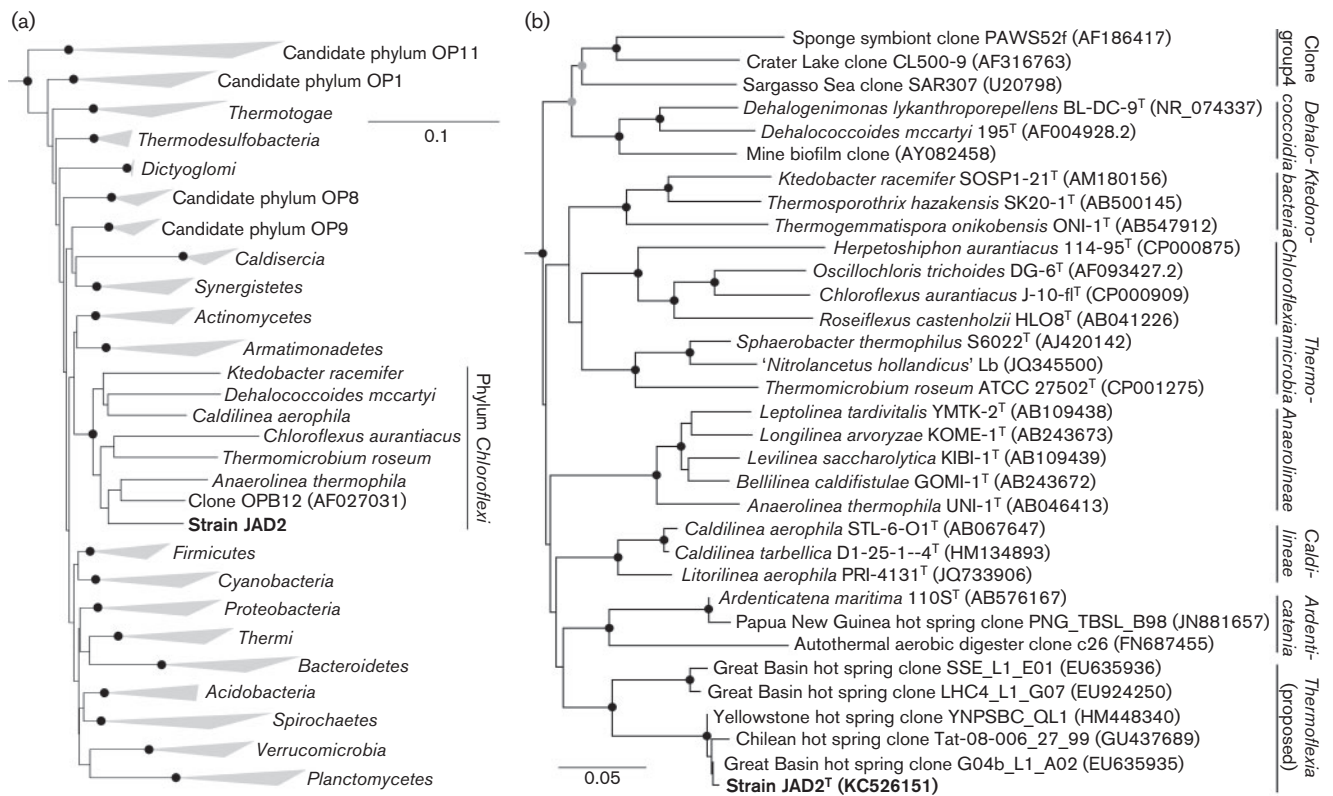 (a)
Candidate phylum OP11
Candidate phylum OP1
Thermotogae
0.1
Thermodesulfobacteria
Dictyoglomi
Candidate phylum OP8
Candidate phylum OP9
Caldisercia
Synergistetes
Actinomycetes
Armatimonadetes
Ktedobacter racemifer
Dehalococcoides mccartyi
Caldilinea aerophila
Chloroflexus aurantiacus
Thermomicrobium roseum
Anaerolinea thermophila
Clone OPB12 (AF027031)
Strain JAD2
Phylum Chloroflexi
Firmicutes
Cyanobacteria
Proteobacteria
Thermi
Bacteroidetes
Acidobacteria
Spirochaetes
Verrucomicrobia
Planctomycetes
(b)
Sponge symbiont clone PAWS52f (AF186417)
Crater Lake clone CL500-9 (AF316763)
Sargasso Sea clone SAR307 (U20798)
Dehalogenimonas lykanthroporepellens BL-DC-9ᵀ (NR_074337)
Dehalococcoides mccartyi 195ᵀ (AF004928.2)
Mine biofilm clone (AY082458)
Ktedobacter racemifer SOSP1-21ᵀ (AM180156)
Thermosporothrix hazakensis SK20-1ᵀ (AB500145)
Thermogemmatispora onikobensis ONI-1ᵀ (AB547912)
Herpetoshiphon aurantiacus 114-95ᵀ (CP000875)
Oscillochloris trichoides DG-6ᵀ (AF093427.2)
Chloroflexus aurantiacus J-10-flᵀ (CP000909)
Roseiflexus castenholzii HLO8ᵀ (AB041226)
Sphaerobacter thermophilus S6022ᵀ (AJ420142)
'Nitrolancetus hollandicus' Lb (JQ345500)
Thermomicrobium roseum ATCC 27502ᵀ (CP001275)
Leptolinea tardivitalis YMTK-2ᵀ (AB109438)
Longilinea arvoryzae KOME-1ᵀ (AB243673)
Levilinea saccharolytica KIBI-1ᵀ (AB109439)
Bellilinea caldifistulae GOMI-1ᵀ (AB243672)
Anaerolinea thermophila UNI-1ᵀ (AB046413)
Caldilinea aerophila STL-6-O1ᵀ (AB067647)
Caldilinea tarbellica D1-25-1--4ᵀ (HM134893)
Litorilinea aerophila PRI-4131ᵀ (JQ733906)
Ardenticatena maritima 110Sᵀ (AB576167)
Papua New Guinea hot spring clone PNG_TBSL_B98 (JN881657)
Autothermal aerobic digester clone c26 (FN687455)
Great Basin hot spring clone SSE_L1_E01 (EU635936)
Great Basin hot spring clone LHC4_L1_G07 (EU924250)
Yellowstone hot spring clone YNPSBC_QL1 (HM448340)
Chilean hot spring clone Tat-08-006_27_99 (GU437689)
Great Basin hot spring clone G04b_L1_A02 (EU635935)
Strain JAD2ᵀ (KC526151)
0.05
Clone
group4
Dehalo-
coccoidia
Ktedono-
bacteria
Chloroflexia
Thermo-
microbia
Anaerolineae
Caldi-
lineae
Ardenti-
catenia
Thermoflexia
(proposed)